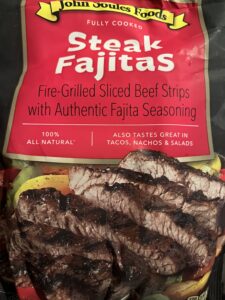 John Soules Foods
FULLY COOKED
Steak
Fajitas
Fire-Grilled Sliced Beef Strips
with Authentic Fajita Seasoning
100%
ALL NATURAL*
ALSO TASTES GREAT IN
TACOS, NACHOS & SALADS